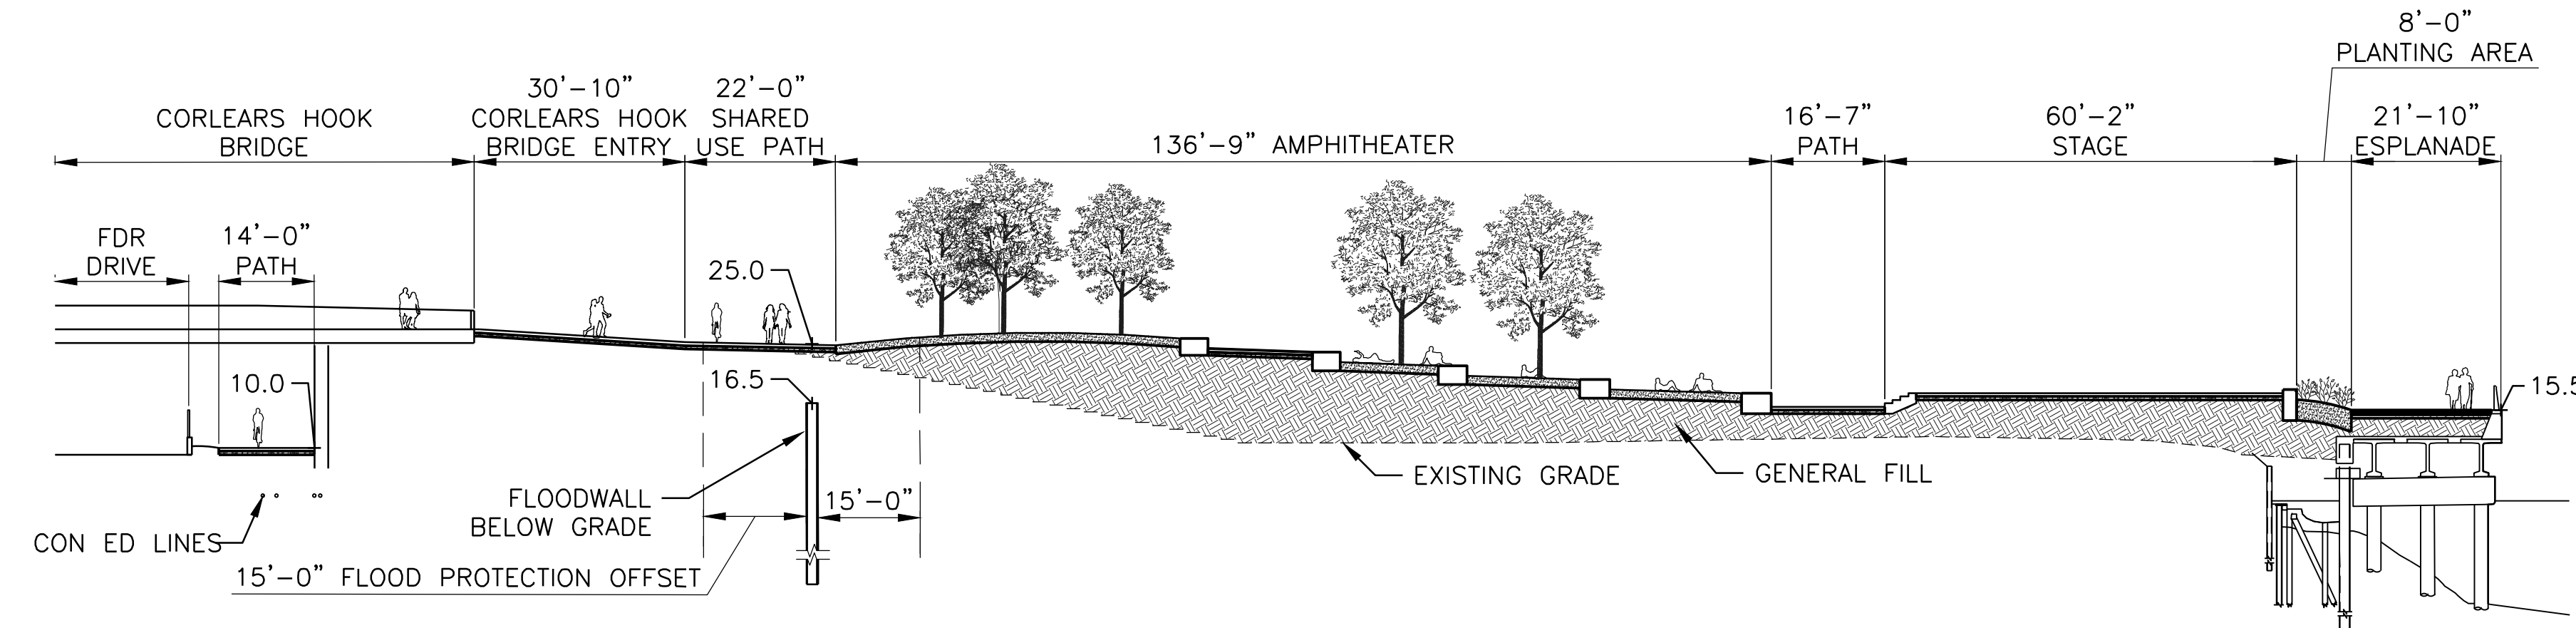 8’-0”
PLANTING AREA
CORLEARS HOOK
BRIDGE
30’-10”
CORLEARS HOOK
BRIDGE ENTRY
22’-0”
SHARED
USE PATH
136’-9” AMPHITHEATER
16’-7”
PATH
60’-2”
STAGE
21’-10”
ESPLANADE
FDR
DRIVE
14’-0”
PATH
25.0
10.0
16.5
15.5
FLOODWALL
BELOW GRADE
15’-0”
EXISTING GRADE
GENERAL FILL
CON ED LINES
15’-0” FLOOD PROTECTION OFFSET